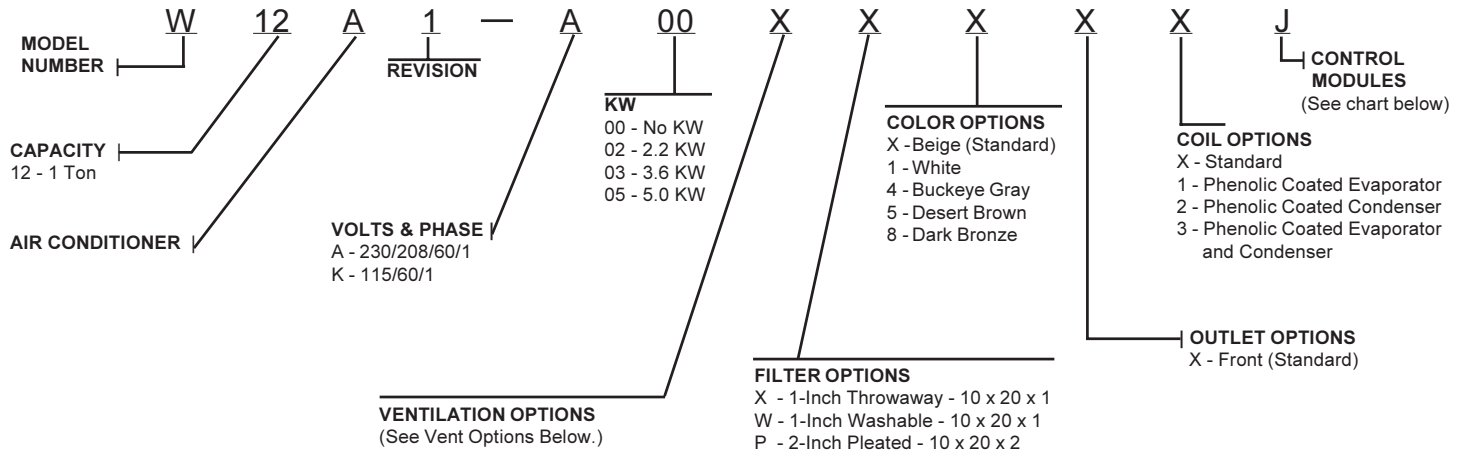 W 12 A 1 — A 00 X X X X X J
MODEL
NUMBER
REVISION
CONTROL
MODULES
(See chart below)
KW
00 - No KW
02 - 2.2 KW
03 - 3.6 KW
05 - 5.0 KW
COLOR OPTIONS
X - Beige (Standard)
1 - White
4 - Buckeye Gray
5 - Desert Brown
8 - Dark Bronze
COIL OPTIONS
X - Standard
1 - Phenolic Coated Evaporator
2 - Phenolic Coated Condenser
3 - Phenolic Coated Evaporator
and Condenser
CAPACITY
12 - 1 Ton
AIR CONDITIONER
VOLTS & PHASE
A - 230/208/60/1
K - 115/60/1
OUTLET OPTIONS
X - Front (Standard)
VENTILATION OPTIONS
(See Vent Options Below.)
FILTER OPTIONS
X - 1-Inch Throwaway - 10 x 20 x 1
W - 1-Inch Washable - 10 x 20 x 1
P - 2-Inch Pleated - 10 x 20 x 2